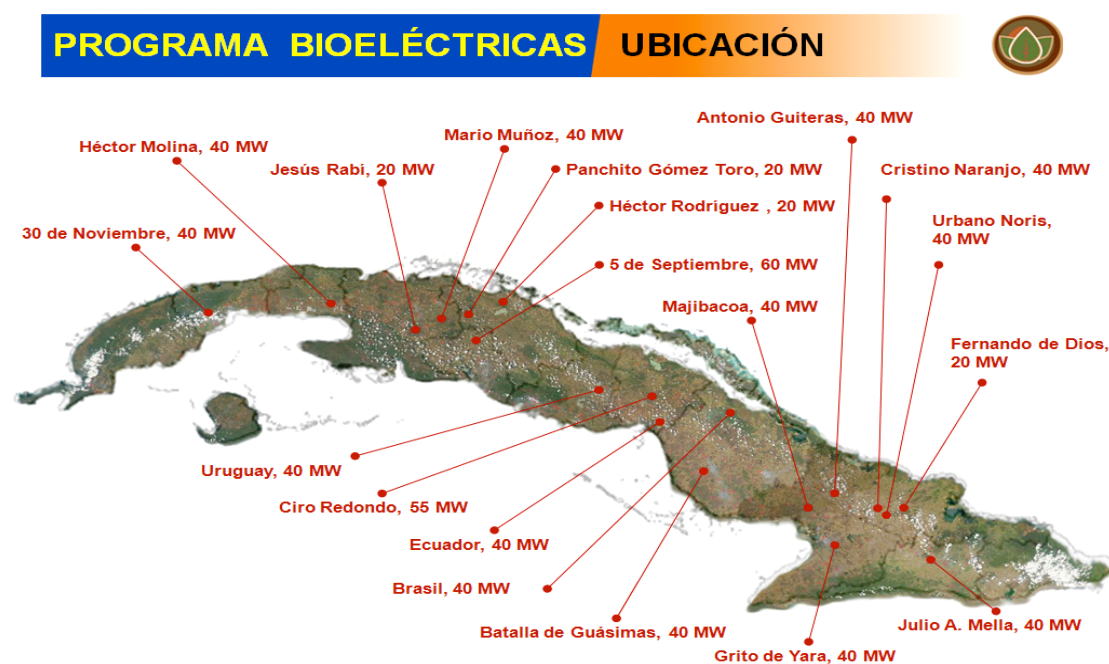 PROGRAMA BIOELÉCTRICAS UBICACIÓN
Antonio Guiteras, 40 MW
Mario Muñoz, 40 MW
Héctor Molina, 40 MW
Jesús Rabí, 20 MW
Panchito Gómez Toro, 20 MW
Cristino Naranjo, 40 MW
Héctor Rodríguez , 20 MW
Urbano Noris,
40 MW
30 de Noviembre, 40 MW
5 de Septiembre, 60 MW
Majibacoa, 40 MW
Fernando de Dios,
20 MW
Uruguay, 40 MW
Ciro Redondo, 55 MW
Ecuador, 40 MW
Brasil, 40 MW
Batalla de Guásimas, 40 MW
Julio A. Mella, 40 MW
Grito de Yara, 40 MW